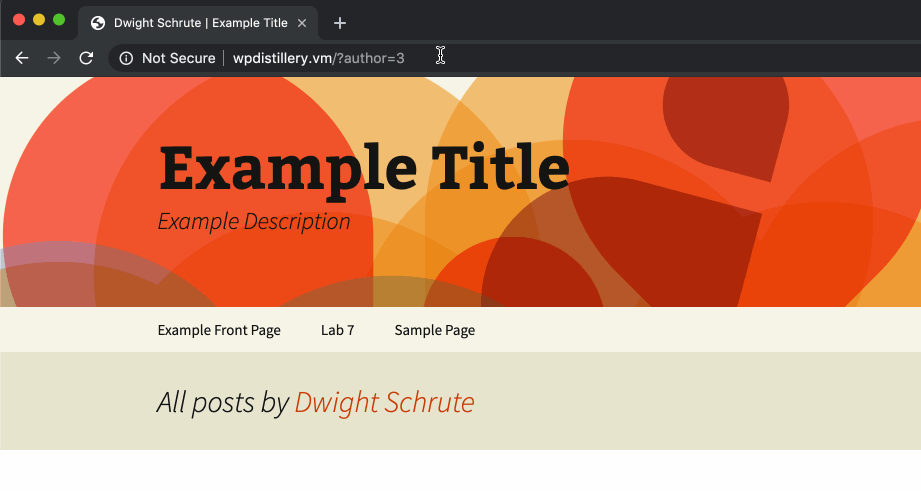 Dwight Schrute | Example Title
Not Secure | wpdistillery.vm/?author=3
Example Title
Example Description
Example Front Page Lab 7 Sample Page
All posts by Dwight Schrute